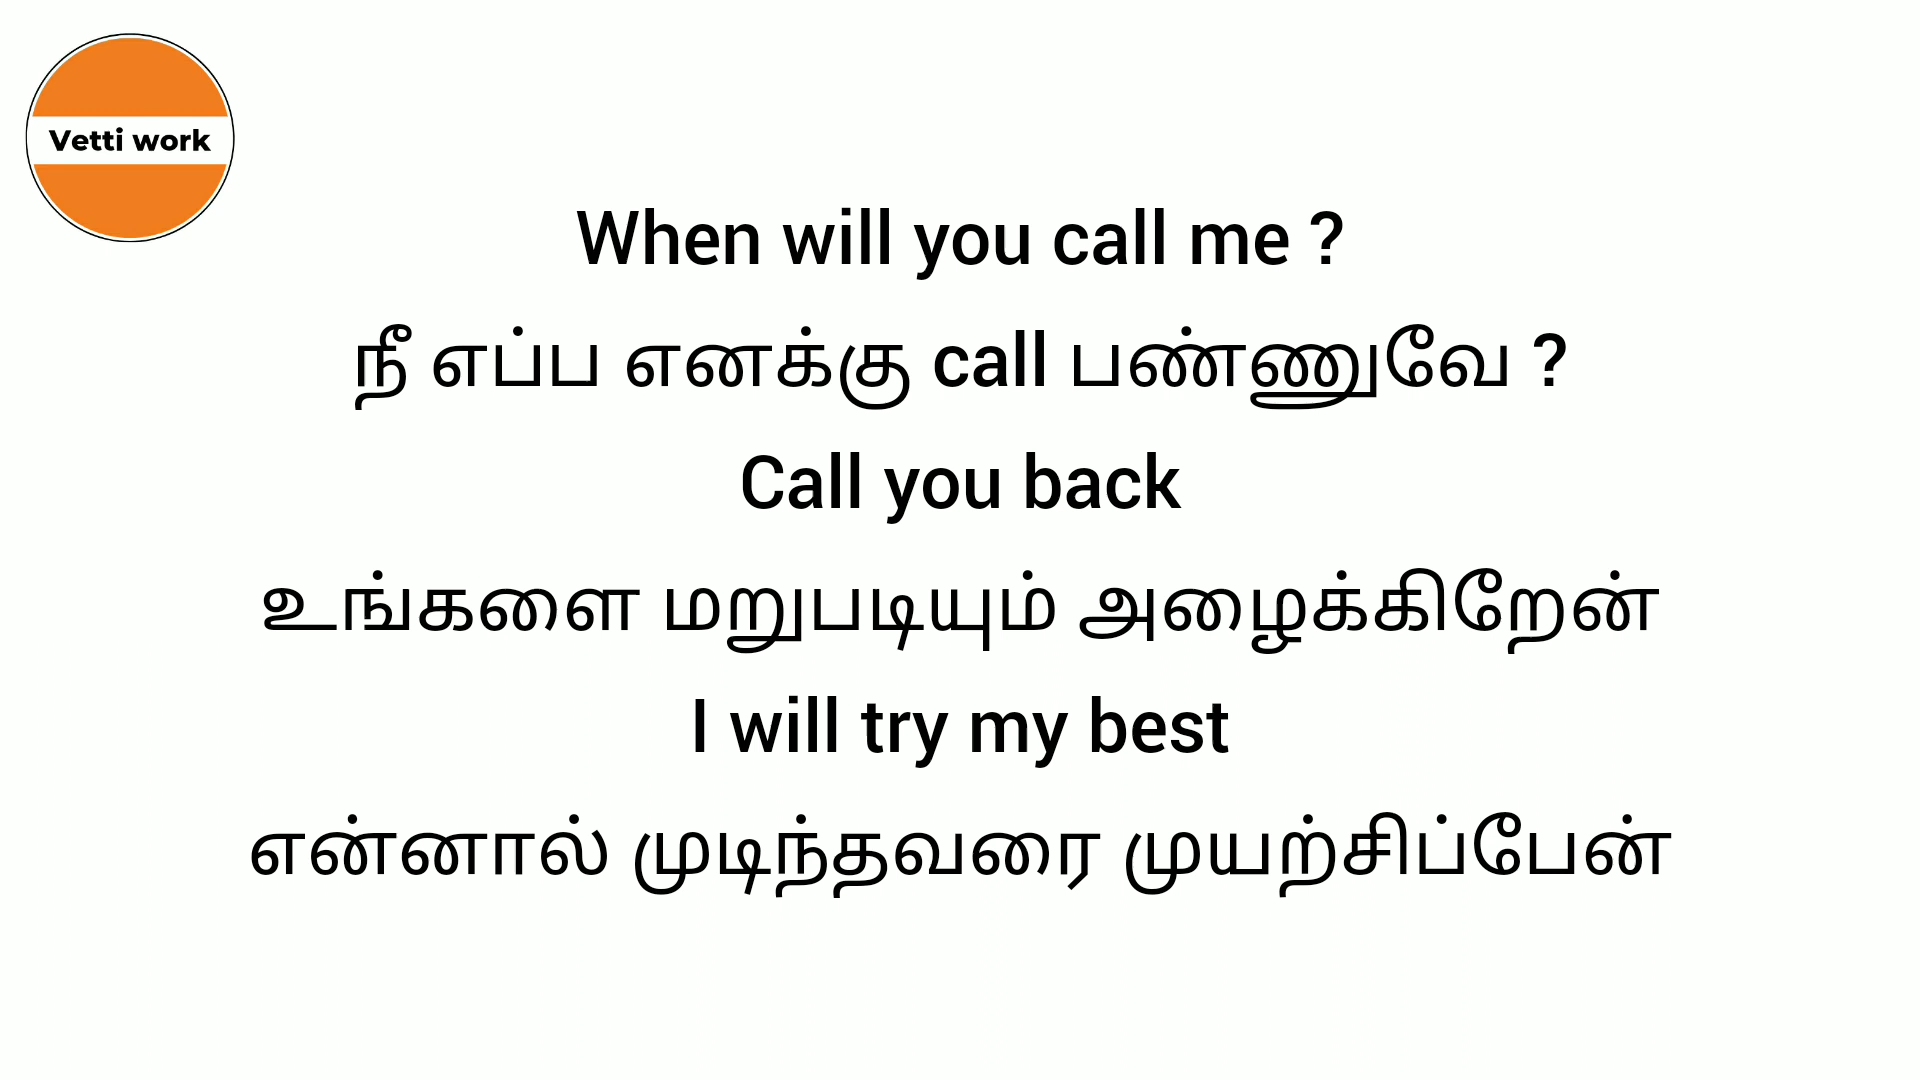 Vetti work
When will you call me ?
நீ எப்ப எனக்கு call பண்ணுவே ?
Call you back
உங்களை மறுபடியும் அழைக்கிறேன்
I will try my best
என்னால் முடிந்தவரை முயற்சிப்பேன்